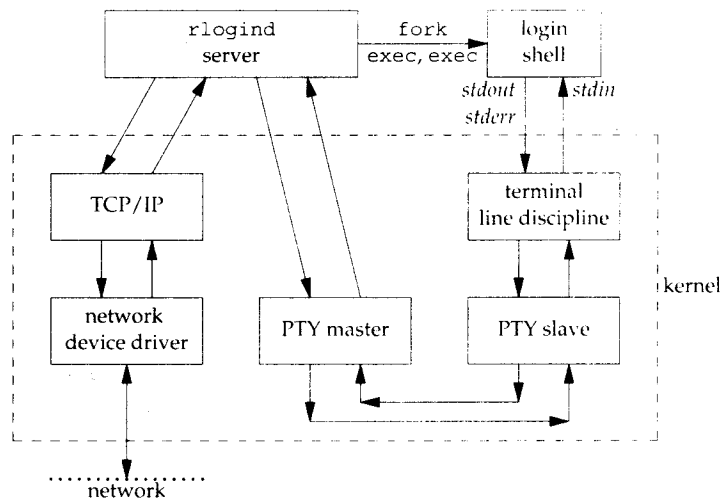 rlogind
server
fork
exec, exec
login
shell
stdout
stderr
stdin
TCP/IP
terminal
line discipline
kernel
network
device driver
PTY master
PTY slave
network